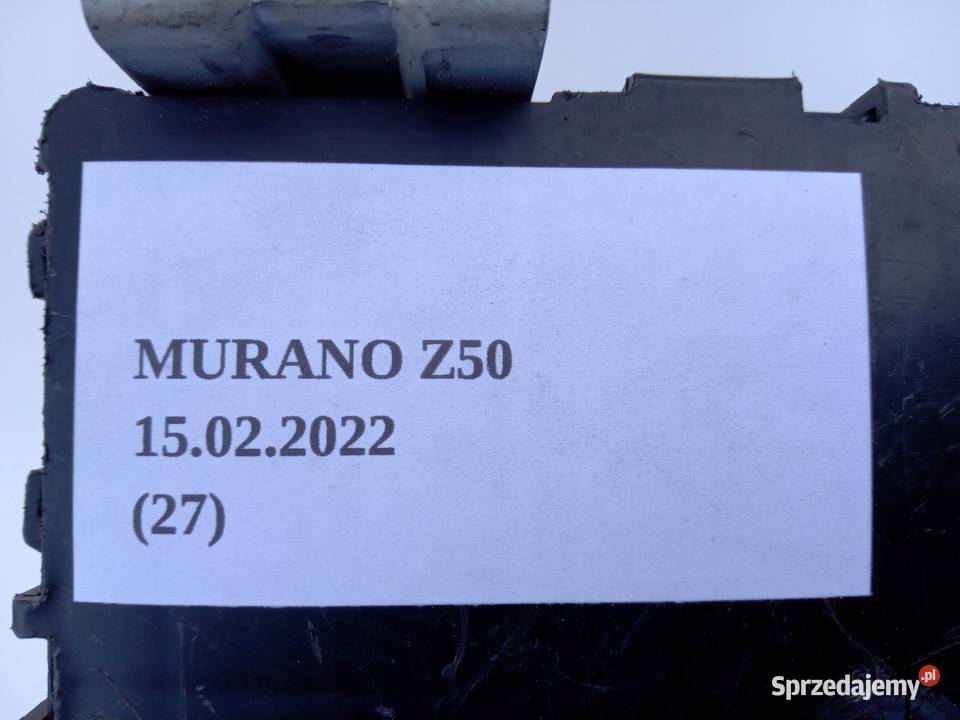 MURANO Z50
15.02.2022
(27)
Sprzedajemy.pl